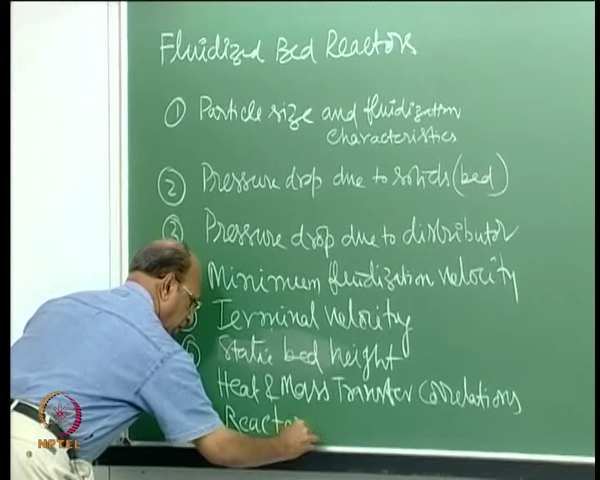 Fluidized Bed Reactors
① Particle size and fluidization
characteristics
② Pressure drop due to solids (bed)
③ Pressure drop due to distributor
Minimum fluidization velocity
Terminal velocity
Static bed height
Heat & Mass Transfer Correlations
Reacto
NPTEL